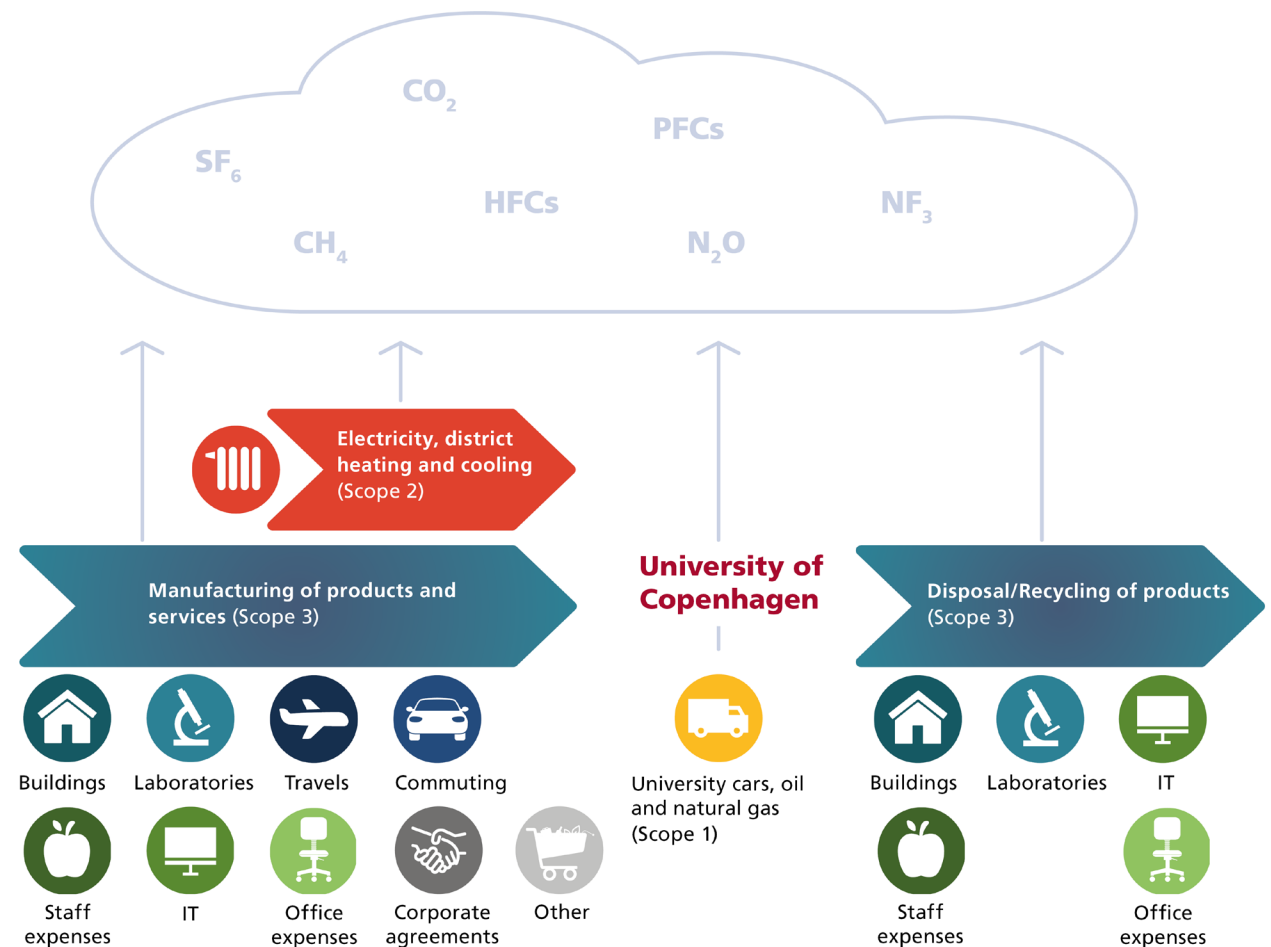 CO₂
PFCs
SF₆
HFCs
NF₃
CH₄
N₂O
Electricity, district
heating and cooling
(Scope 2)
Manufacturing of products and
services (Scope 3)
University of
Copenhagen
Disposal/Recycling of products
(Scope 3)
Buildings
Laboratories
Travels
Commuting
University cars, oil
and natural gas
(Scope 1)
Buildings
Laboratories
IT
Staff
expenses
IT
Office
expenses
Corporate
agreements
Other
Staff
expenses
Office
expenses